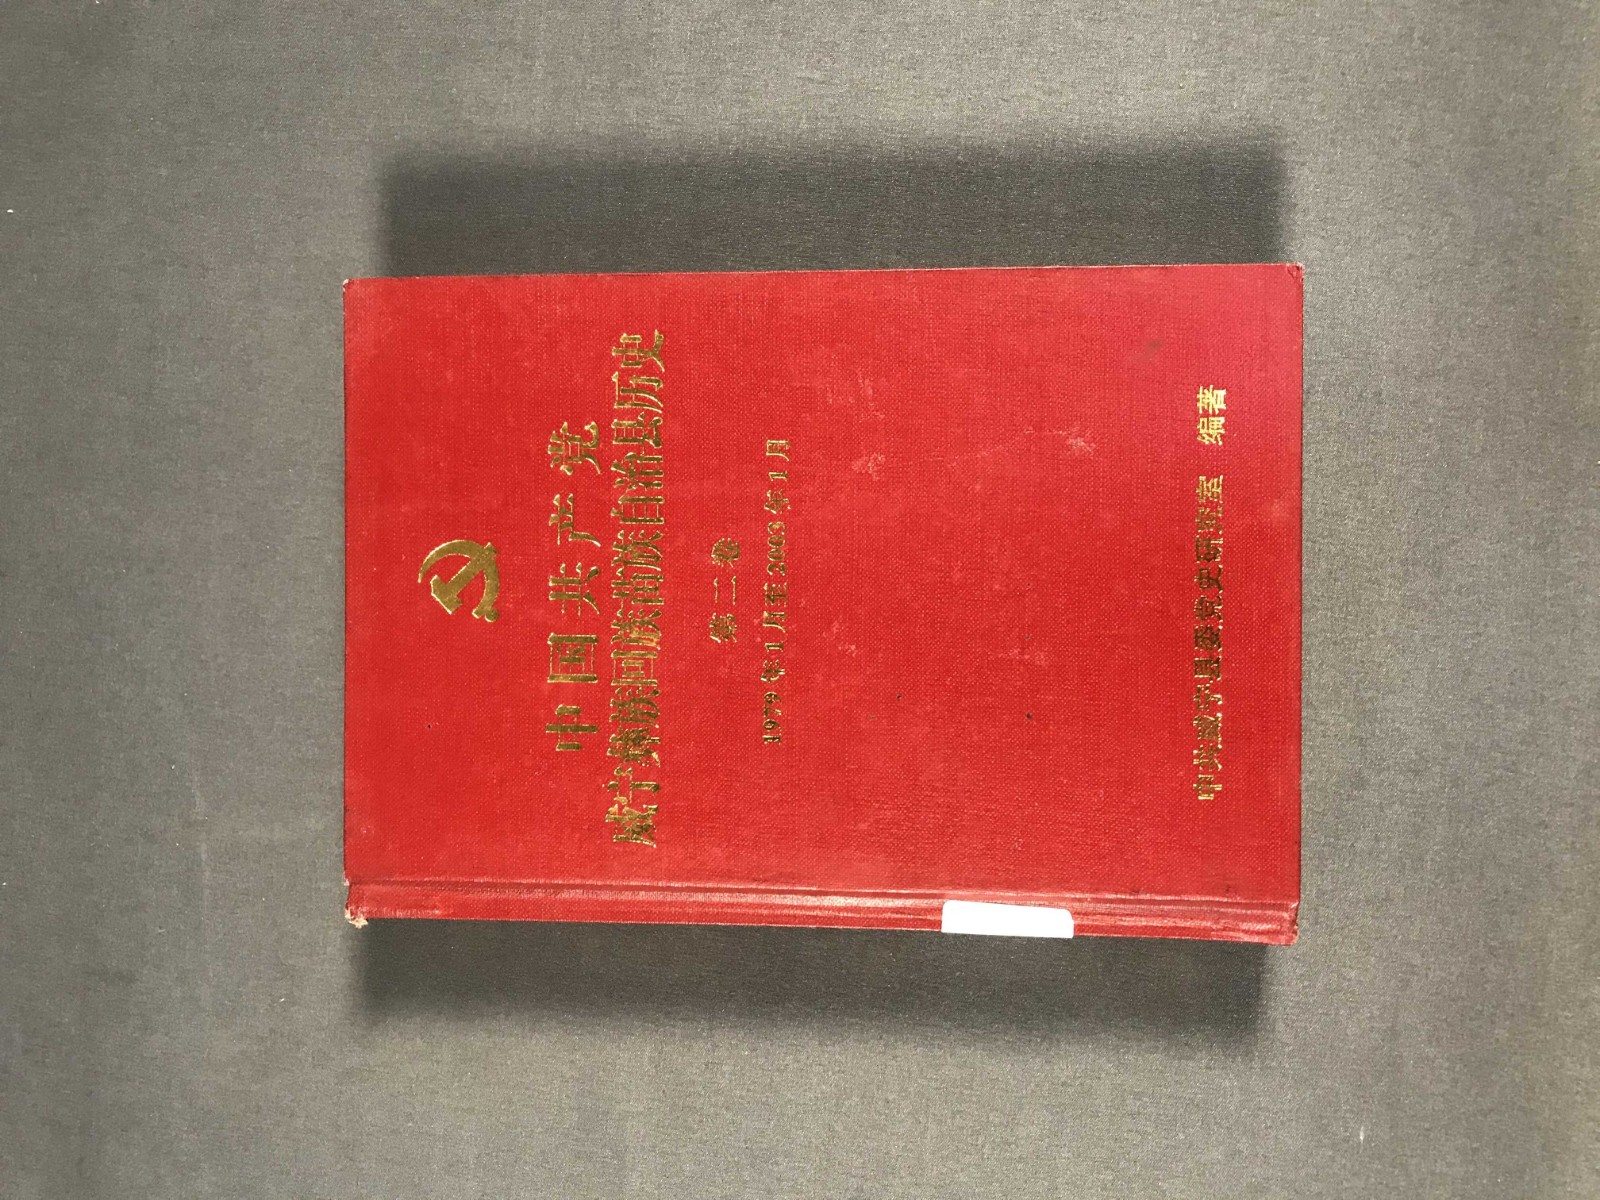 中国共产党
威宁彝族回族苗族自治县历史
第二卷
1979年1月至2003年1月
中共威宁县委党史研究室 编著